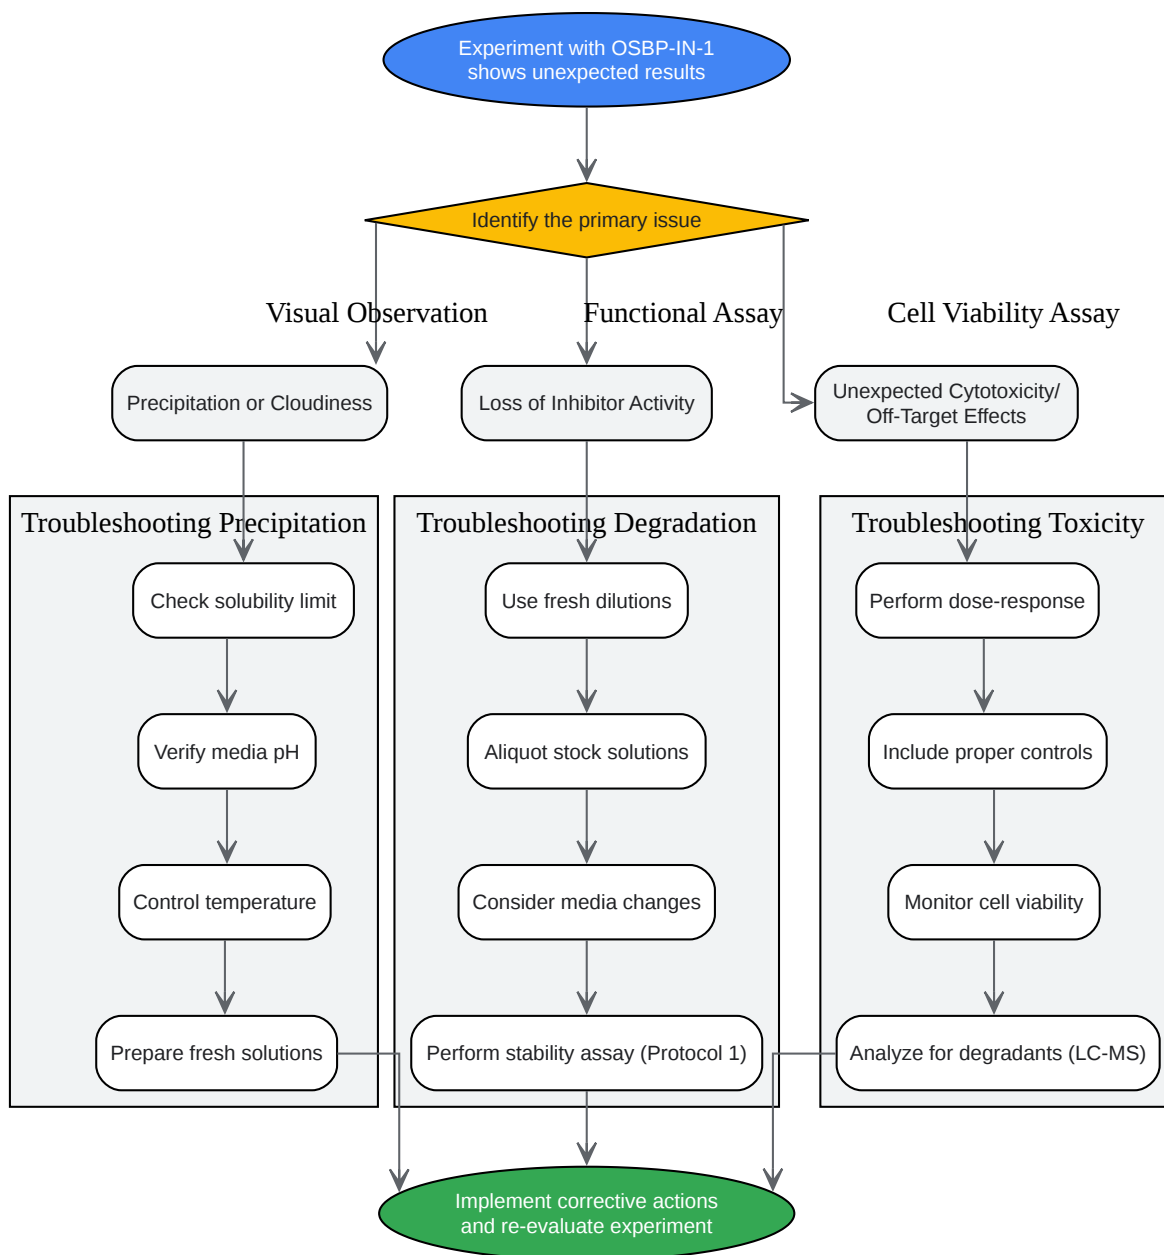 Experiment with OSBP-IN-1
shows unexpected results
Identify the primary issue
Visual Observation
Functional Assay
Cell Viability Assay
Precipitation or Cloudiness
Loss of Inhibitor Activity
Unexpected Cytotoxicity/
Off-Target Effects
Troubleshooting Precipitation
Check solubility limit
Verify media pH
Control temperature
Prepare fresh solutions
Troubleshooting Degradation
Use fresh dilutions
Aliquot stock solutions
Consider media changes
Perform stability assay (Protocol 1)
Troubleshooting Toxicity
Perform dose-response
Include proper controls
Monitor cell viability
Analyze for degradants (LC-MS)
Implement corrective actions
and re-evaluate experiment